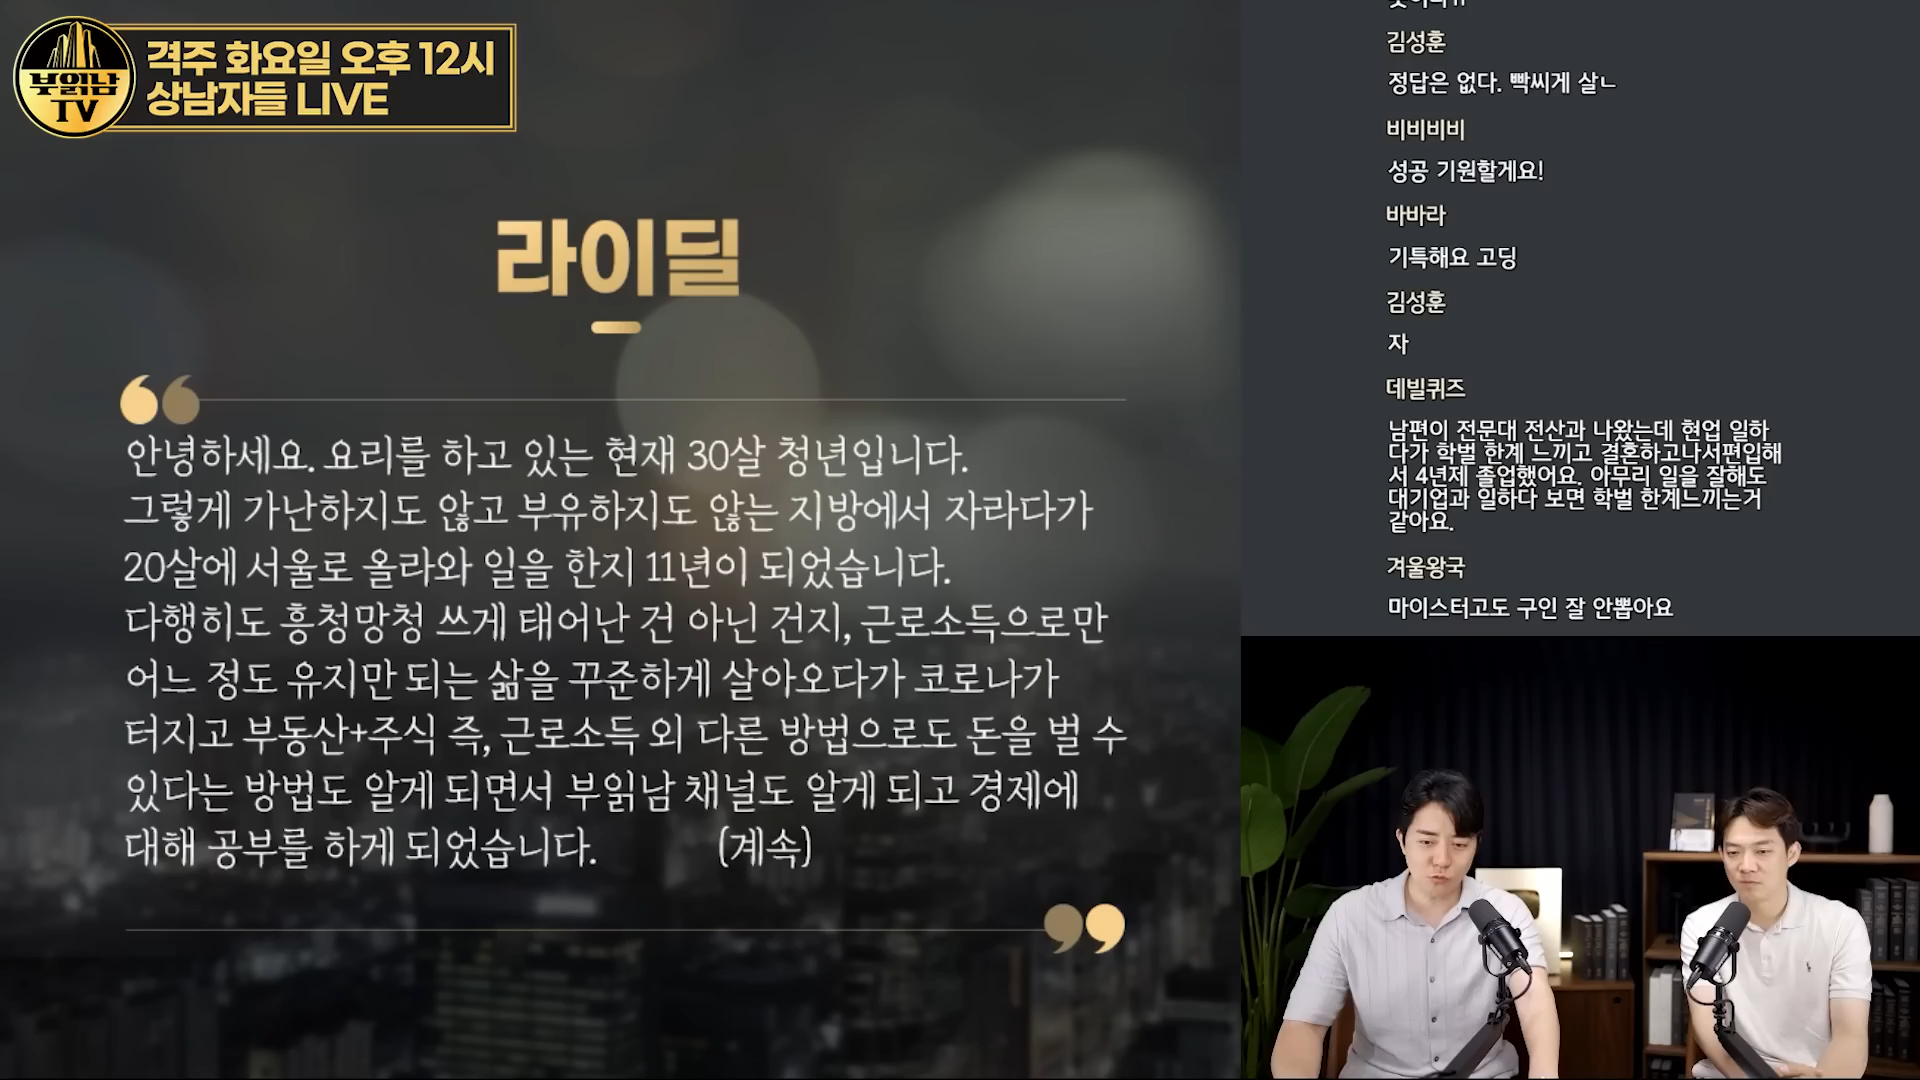 부읽남
TV
격주 화요일 오후 12시
상남자들 LIVE
라이딜
안녕하세요. 요리를 하고 있는 현재 30살 청년입니다.
그렇게 가난하지도 않고 부유하지도 않는 지방에서 자라다가
20살에 서울로 올라와 일을 한지 11년이 되었습니다.
다행히도 흥청망청 쓰게 태어난 건 아닌 건지, 근로소득으로만
어느 정도 유지만 되는 삶을 꾸준하게 살아오다가 코로나가
터지고 부동산+주식 즉, 근로소득 외 다른 방법으로도 돈을 벌 수
있다는 방법도 알게 되면서 부읽남 채널도 알게 되고 경제에
대해 공부를 하게 되었습니다. (계속)
김성훈
정답은 없다. 빡씨게 살ㄴ
비비비비
성공 기원할게요!
바바라
기특해요 고딩
김성훈
자
데빌퀴즈
남편이 전문대 전산과 나왔는데 현업 일하
다가 학벌 한계 느끼고 결혼하고나서편입해
서 4년제 졸업했어요. 아무리 일을 잘해도
대기업과 일하다 보면 학벌 한계느끼는거
같아요.
겨울왕국
마이스터고도 구인 잘 안뽑아요